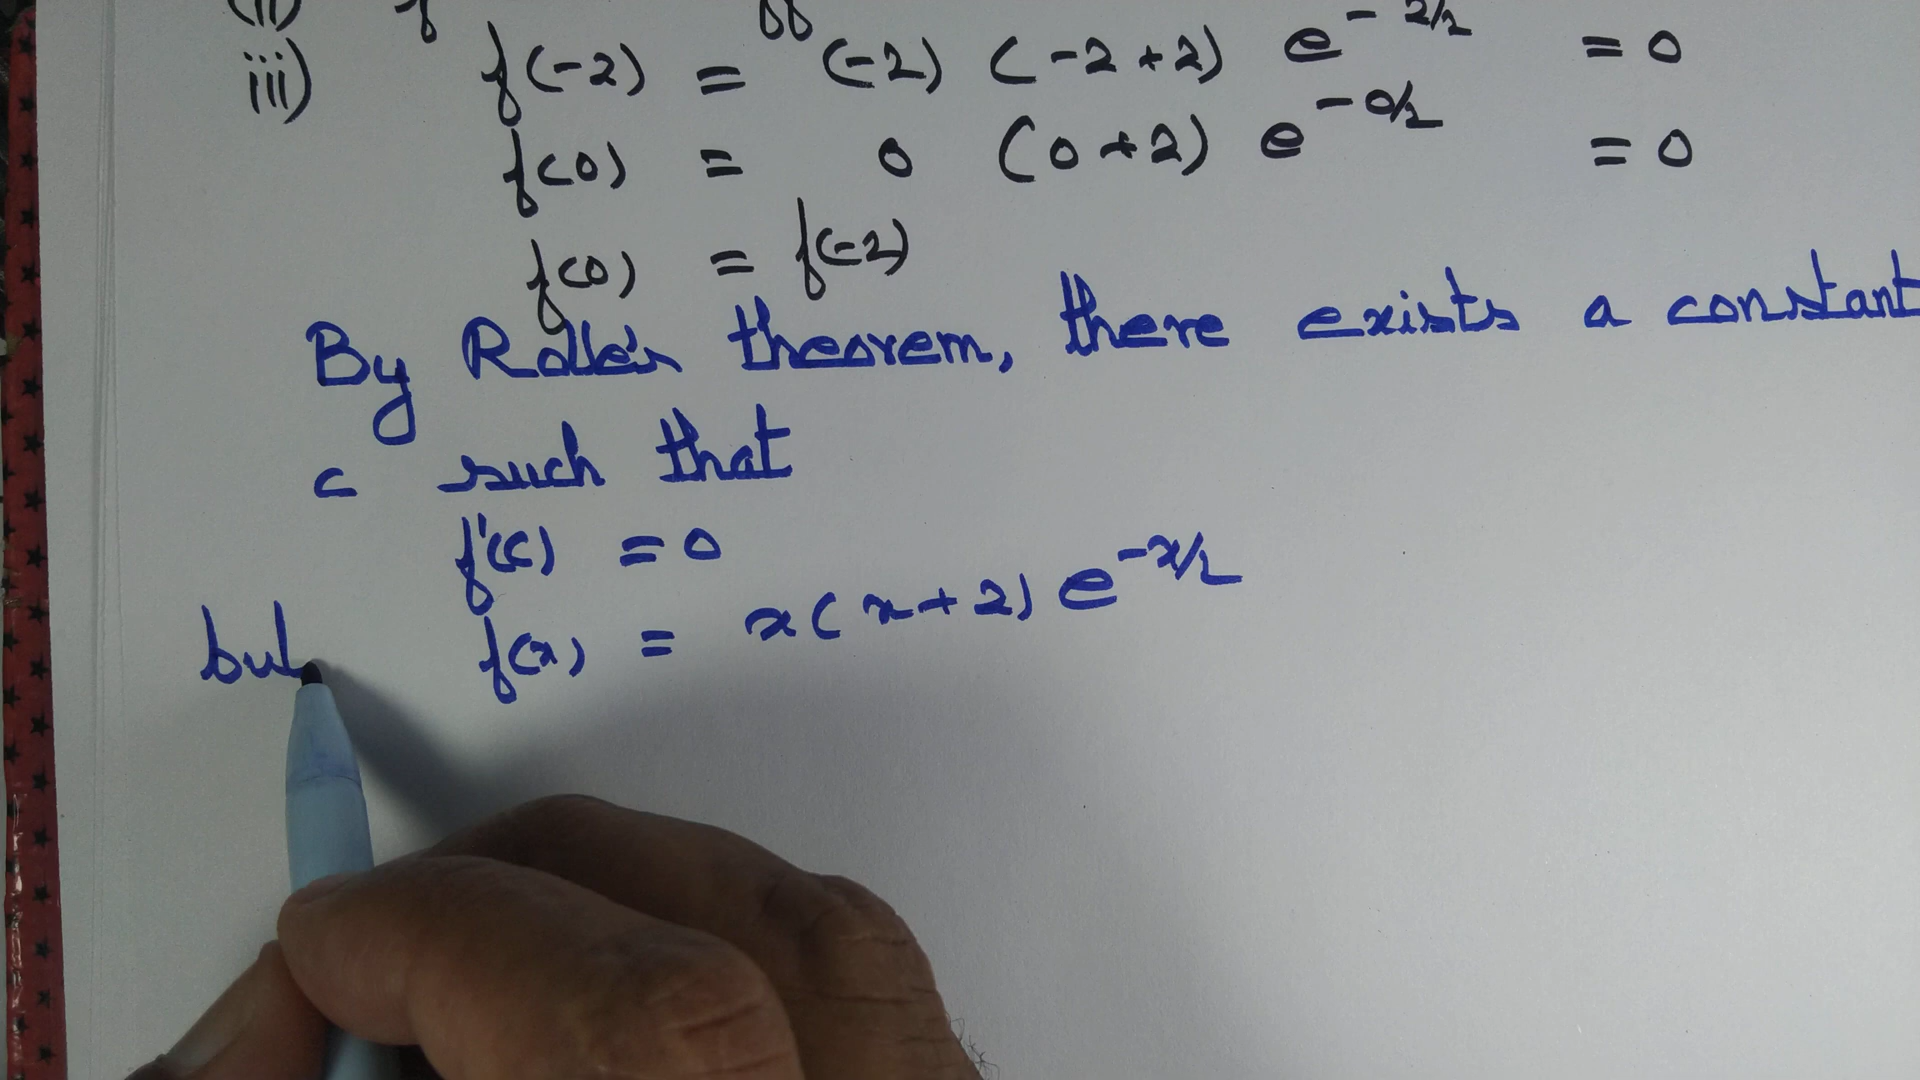 (ii) f
iii) f(-2) = (-2) (-2+2) e^{-2/2} = 0
f(0) = 0 (0+2) e^{-0/2} = 0
f(0) = f(-2)
By Rolle's theorem, there exists a constant
c such that
f'(c) = 0
but f(x) = x(x+2) e^{-x/2}